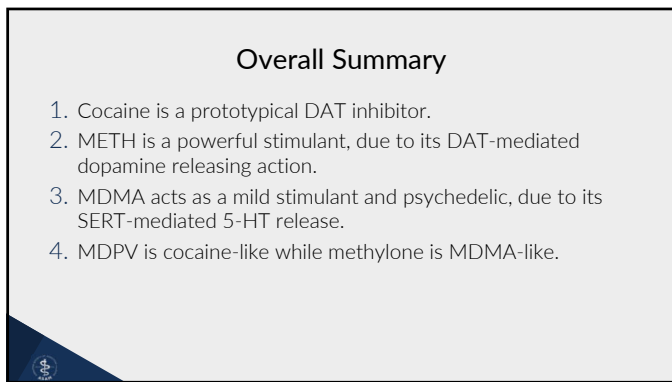 Overall Summary
1. Cocaine is a prototypical DAT inhibitor.
2. METH is a powerful stimulant, due to its DAT-mediated
dopamine releasing action.
3. MDMA acts as a mild stimulant and psychedelic, due to its
SERT-mediated 5-HT release.
4. MDPV is cocaine-like while methylone is MDMA-like.